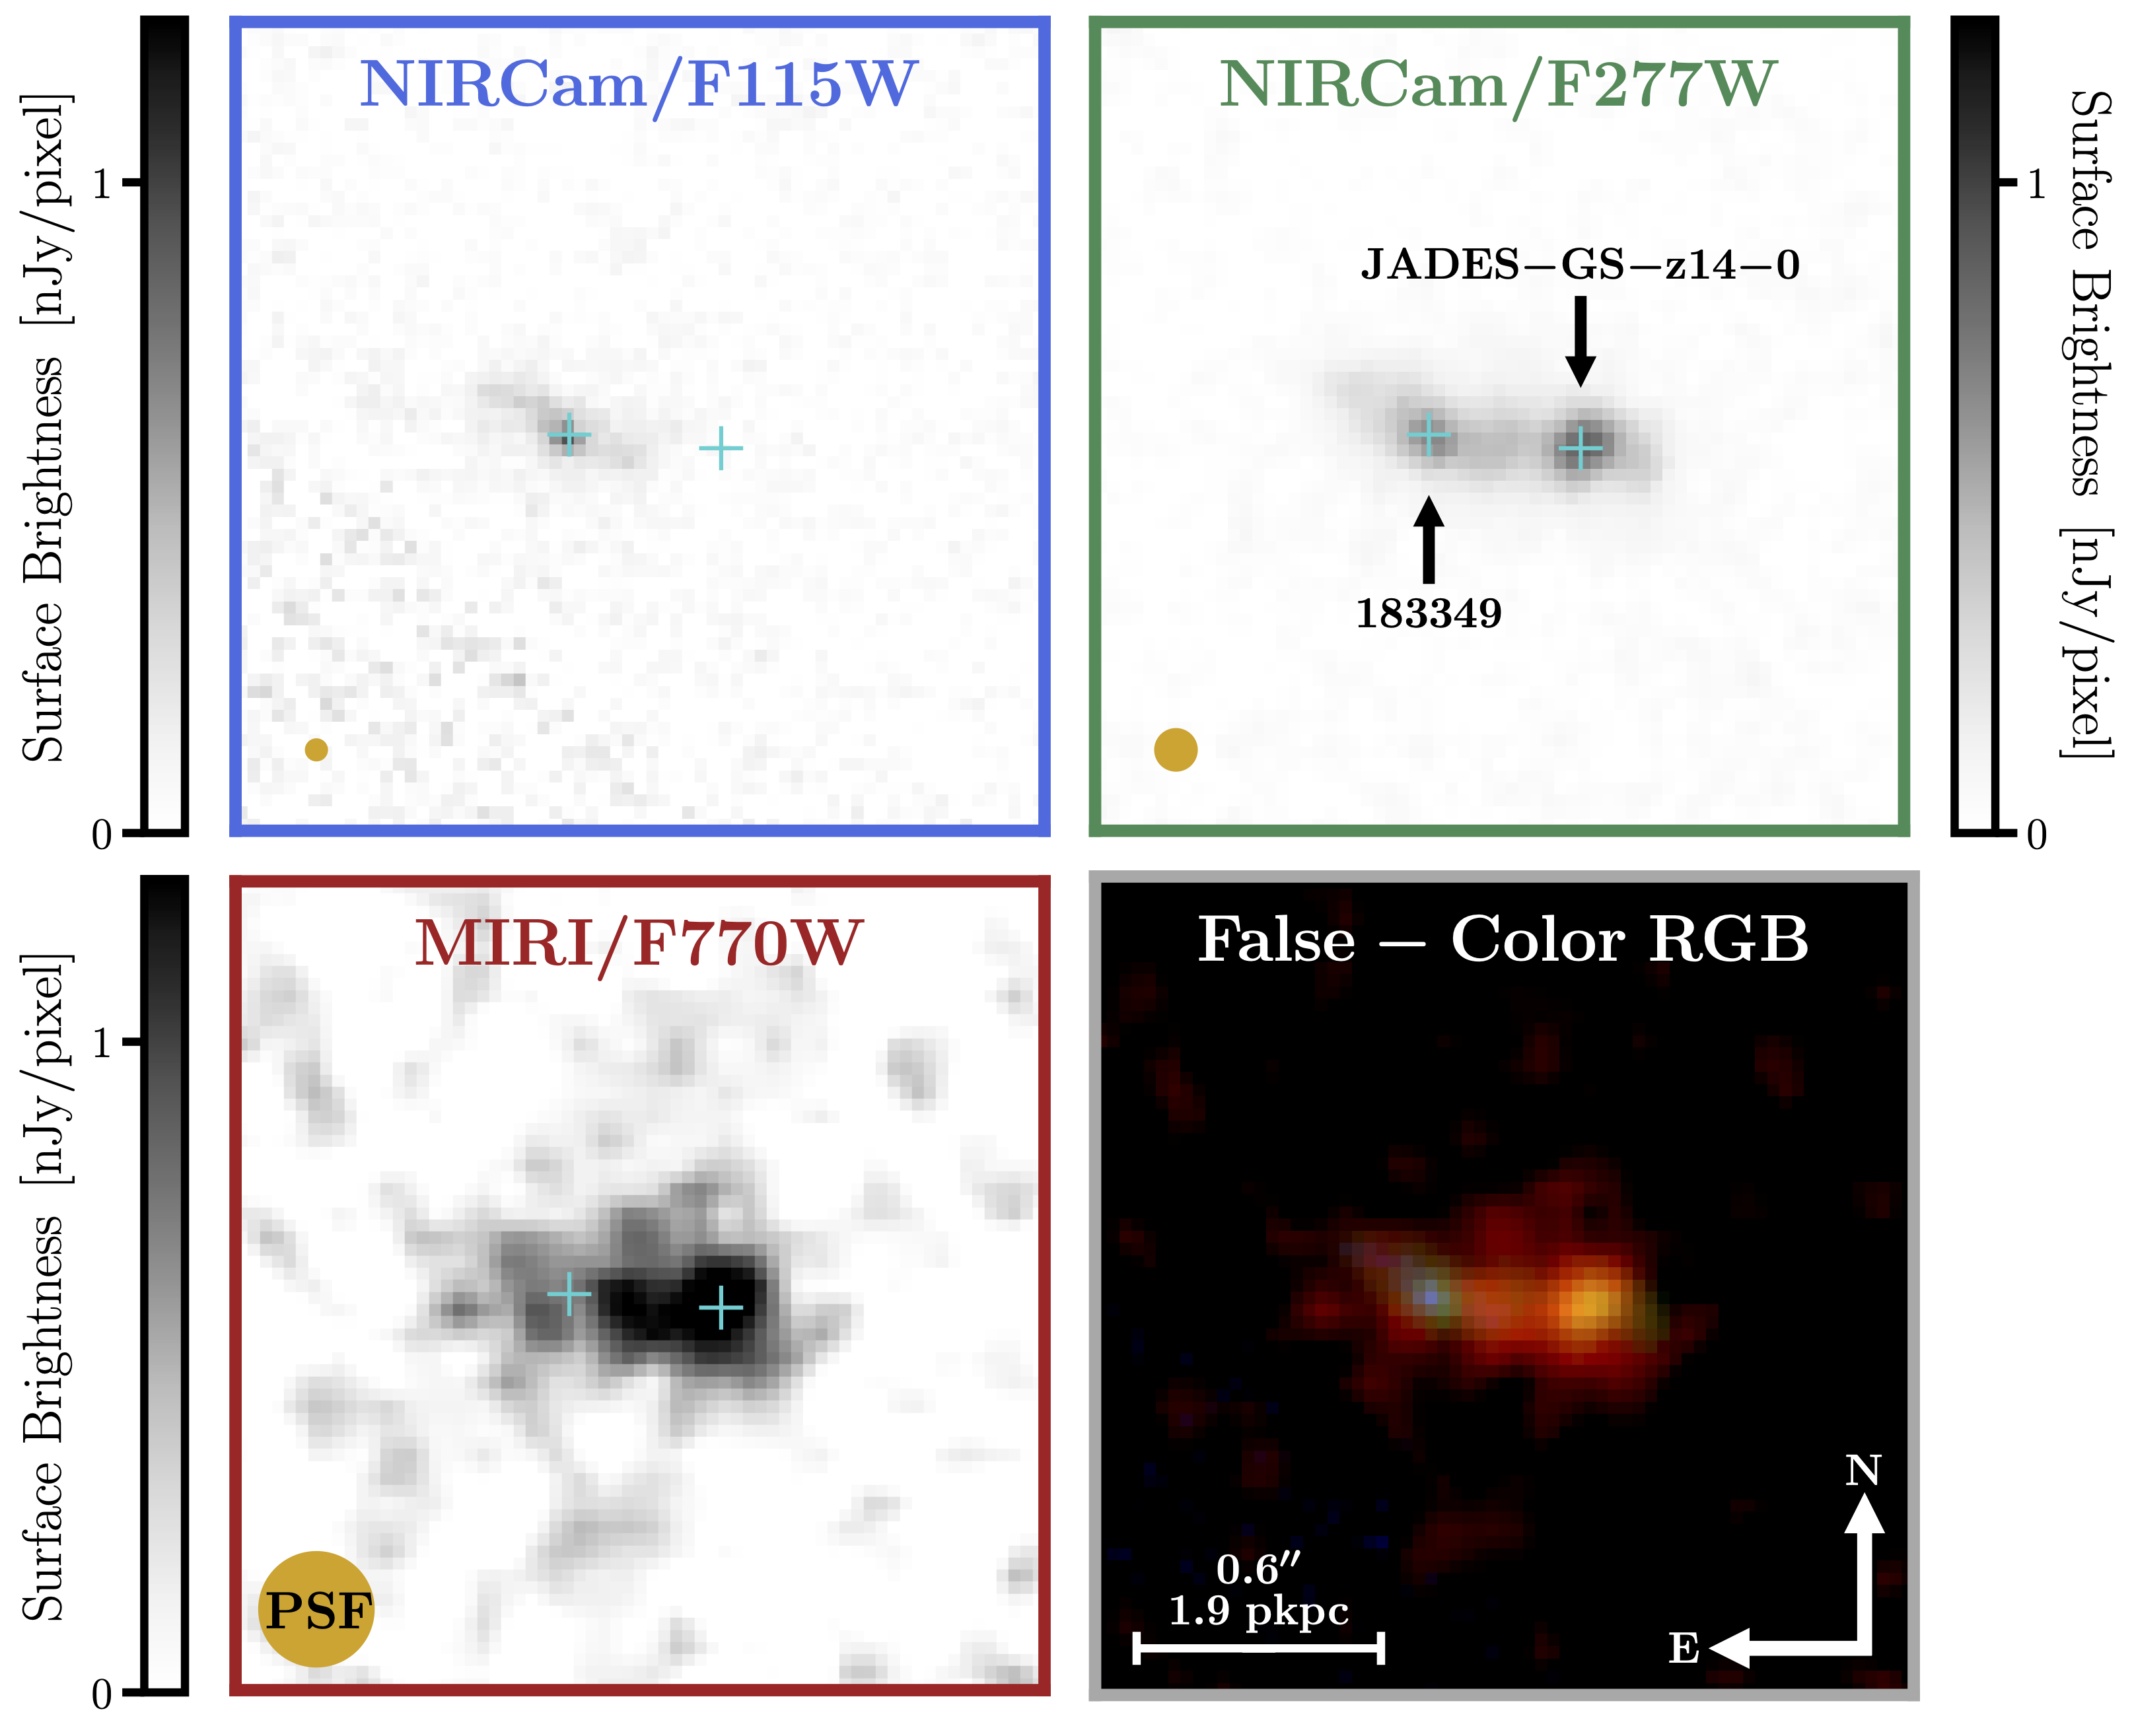 NIRCam/F115W
Surface Brightness [nJy/pixel]
1
0
NIRCam/F277W
JADES−GS−z14−0
183349
Surface Brightness [nJy/pixel]
1
0
MIRI/F770W
Surface Brightness [nJy/pixel]
1
0
PSF
False − Color RGB
0.6″
1.9 pkpc
N
E